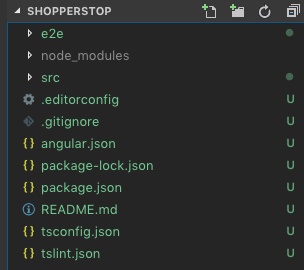 SHOPPERSTOP
e2e
node_modules
src
.editorconfig U
.gitignore U
{} angular.json U
{} package-lock.json U
{} package.json U
README.md U
{} tsconfig.json U
{} tslint.json U